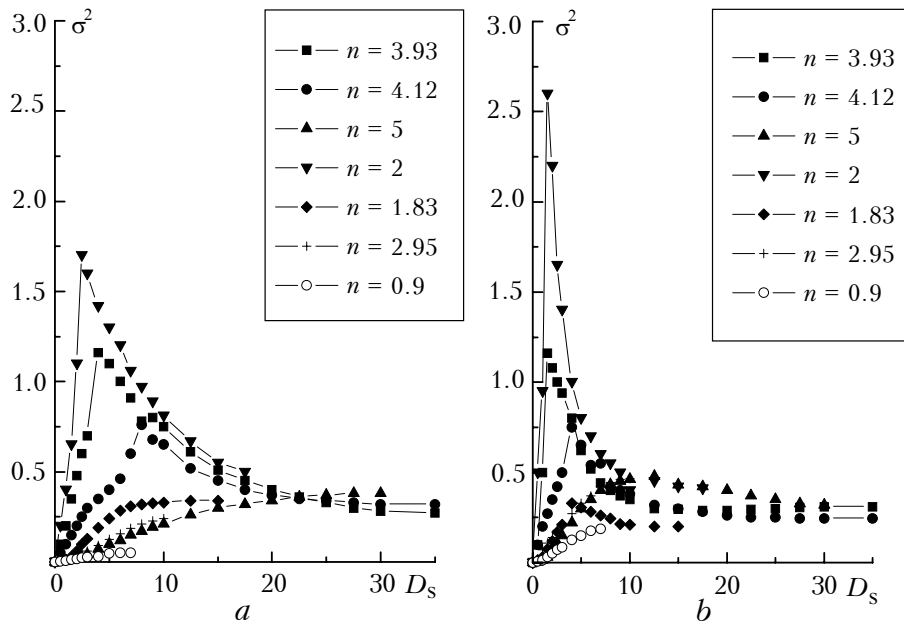 3.0 σ²
n = 3.93
n = 4.12
n = 5
n = 2
n = 1.83
n = 2.95
n = 0.9
2.5
2.0
1.5
1.0
0.5
0 10 20 30 Dₛ
a
3.0 σ²
n = 3.93
n = 4.12
n = 5
n = 2
n = 1.83
n = 2.95
n = 0.9
2.5
2.0
1.5
1.0
0.5
0 10 20 30 Dₛ
b